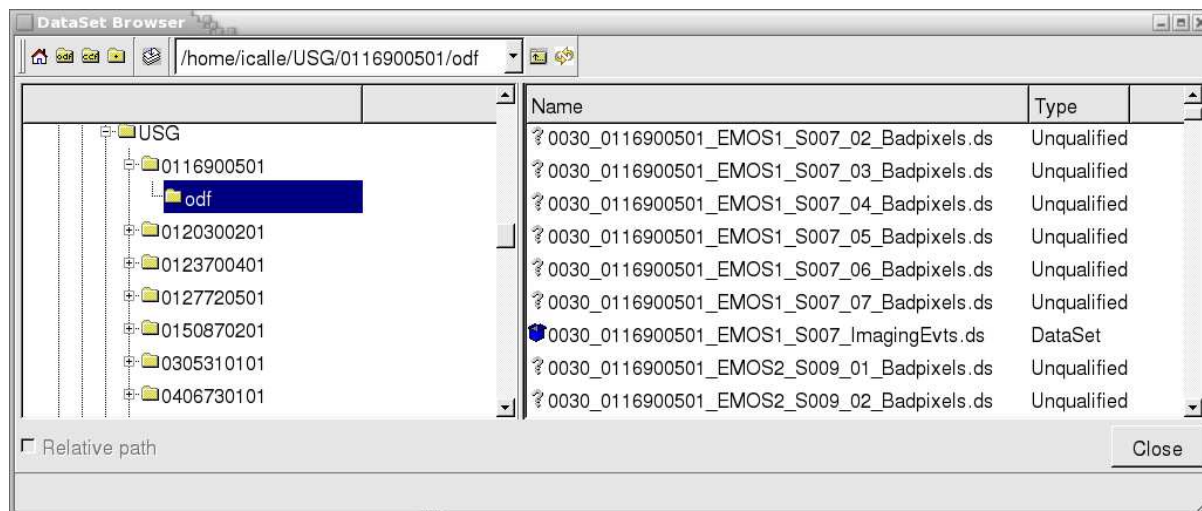 DataSet Browser
odf ccf /home/icalle/USG/0116900501/odf
Name Type
USG
0116900501
odf
0120300201
0123700401
0127720501
0150870201
0305310101
0406730101
0030_0116900501_EMOS1_S007_02_Badpixels.ds Unqualified
0030_0116900501_EMOS1_S007_03_Badpixels.ds Unqualified
0030_0116900501_EMOS1_S007_04_Badpixels.ds Unqualified
0030_0116900501_EMOS1_S007_05_Badpixels.ds Unqualified
0030_0116900501_EMOS1_S007_06_Badpixels.ds Unqualified
0030_0116900501_EMOS1_S007_07_Badpixels.ds Unqualified
0030_0116900501_EMOS1_S007_ImagingEvts.ds DataSet
0030_0116900501_EMOS2_S009_01_Badpixels.ds Unqualified
0030_0116900501_EMOS2_S009_02_Badpixels.ds Unqualified
Relative path
Close